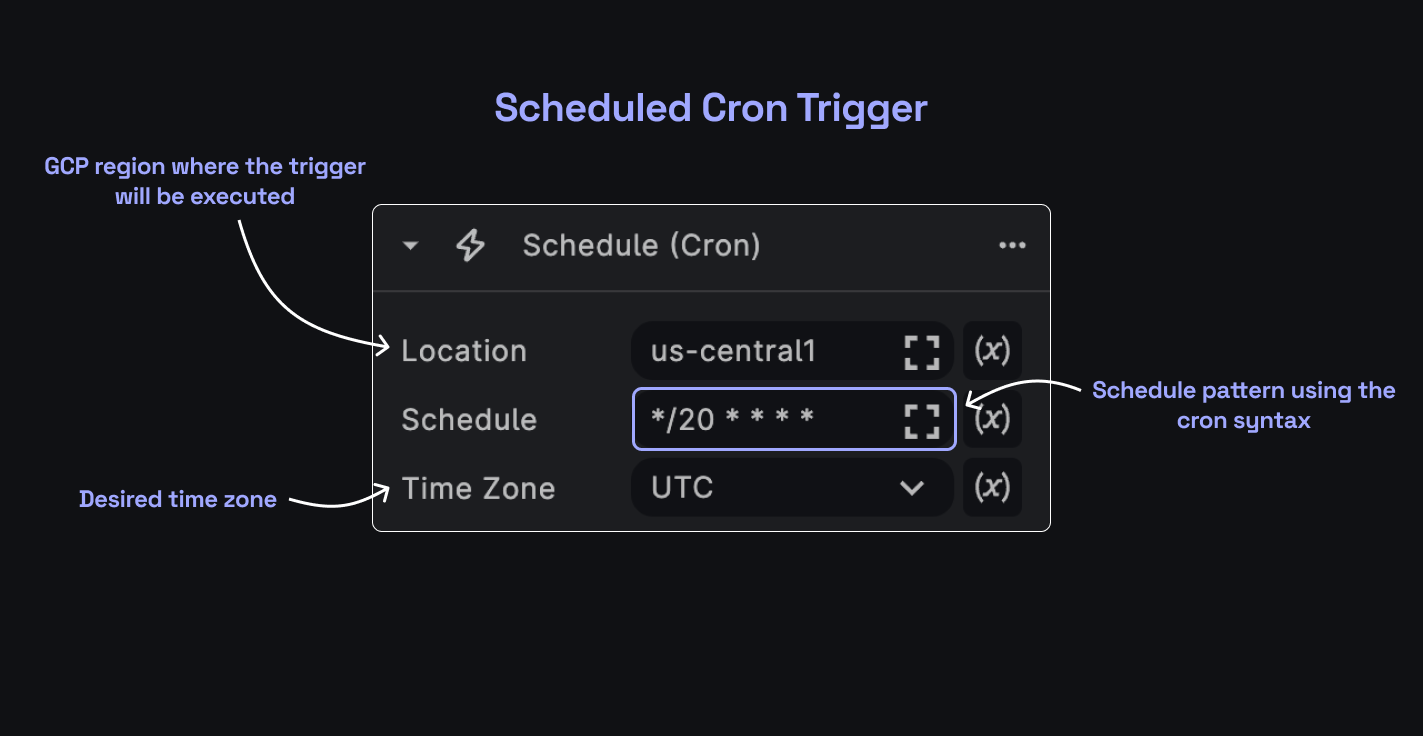 Scheduled Cron Trigger
GCP region where the trigger
will be executed
Schedule (Cron)
Location
us-central1
(x)
Schedule
*/20 * * * *
(x)
Schedule pattern using the
cron syntax
Desired time zone
Time Zone
UTC
(x)